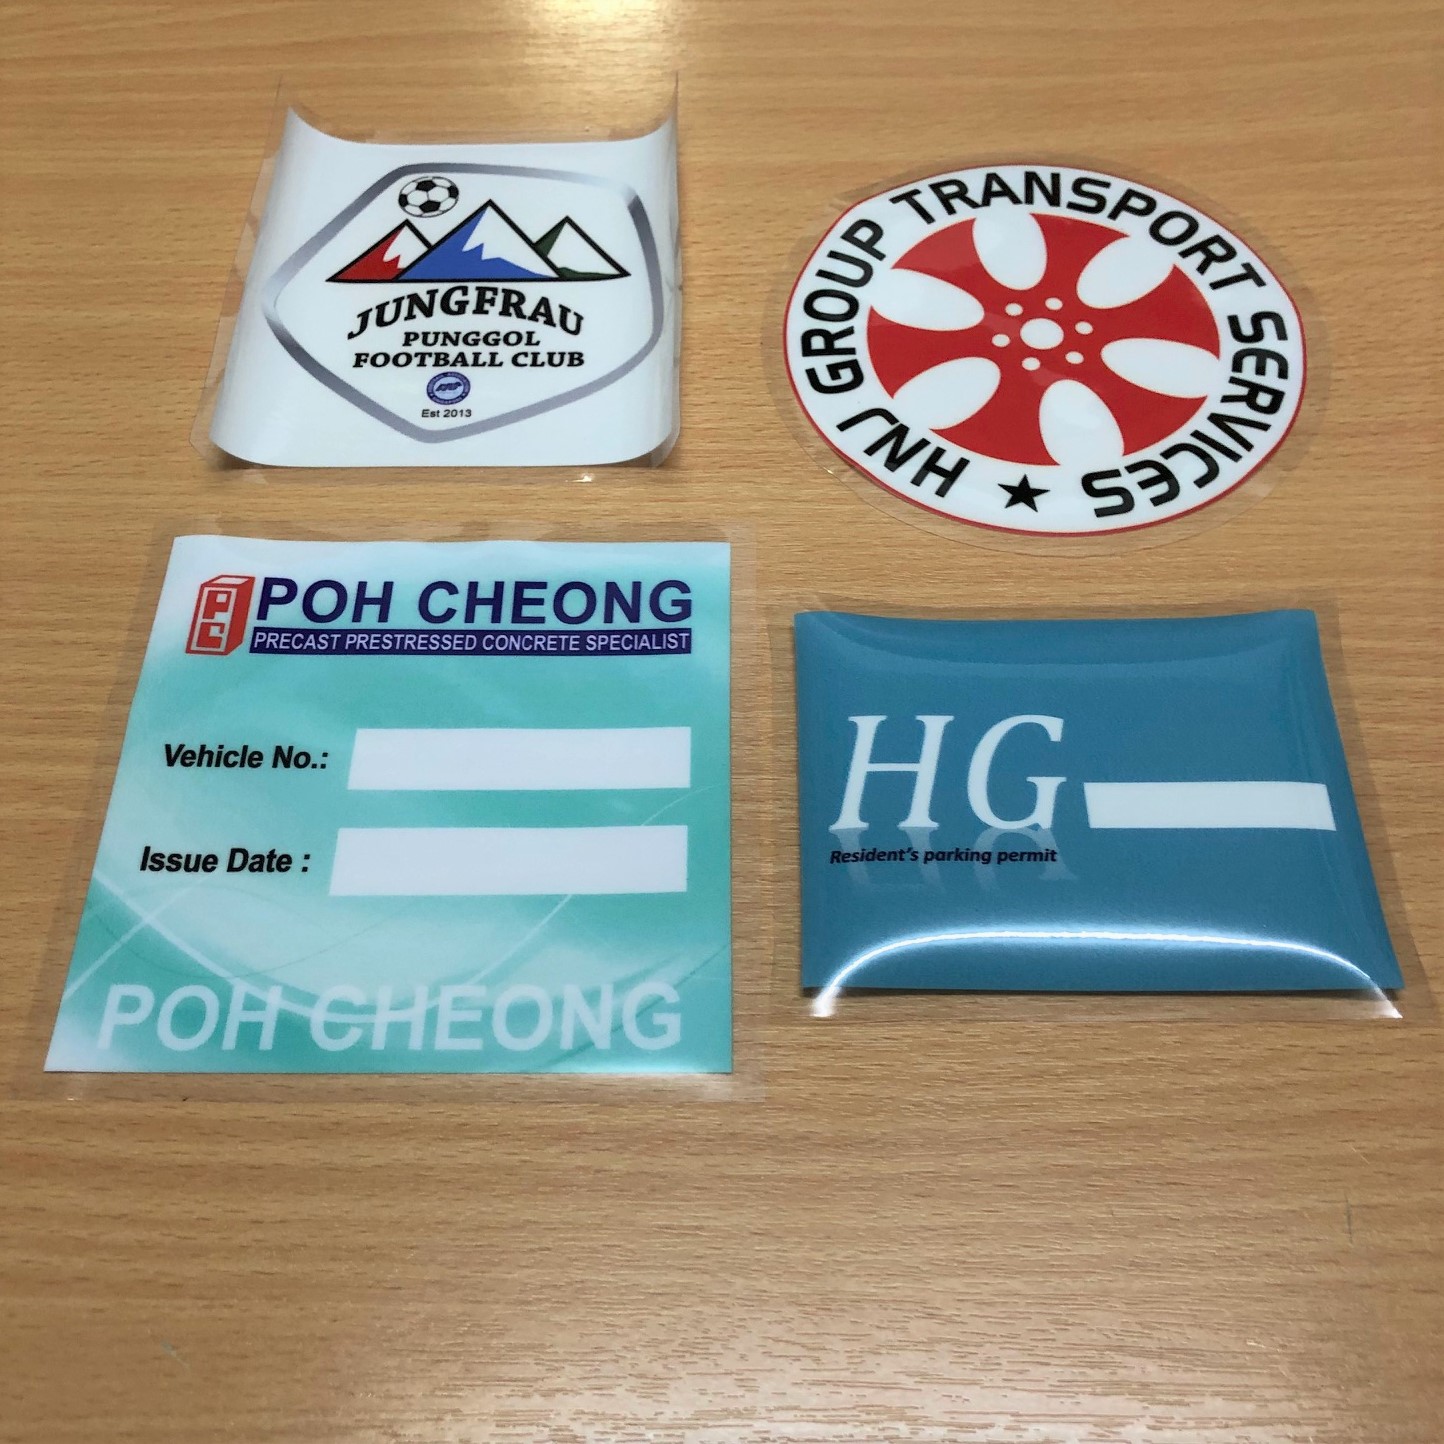 JUNGFRAU
PUNGGOL
FOOTBALL CLUB
Est 2013
HNJ GROUP TRANSPORT SERVICES
PC
POH CHEONG
PRECAST PRESTRESSED CONCRETE SPECIALIST
Vehicle No.:
Issue Date :
POH CHEONG
HG
Resident's parking permit